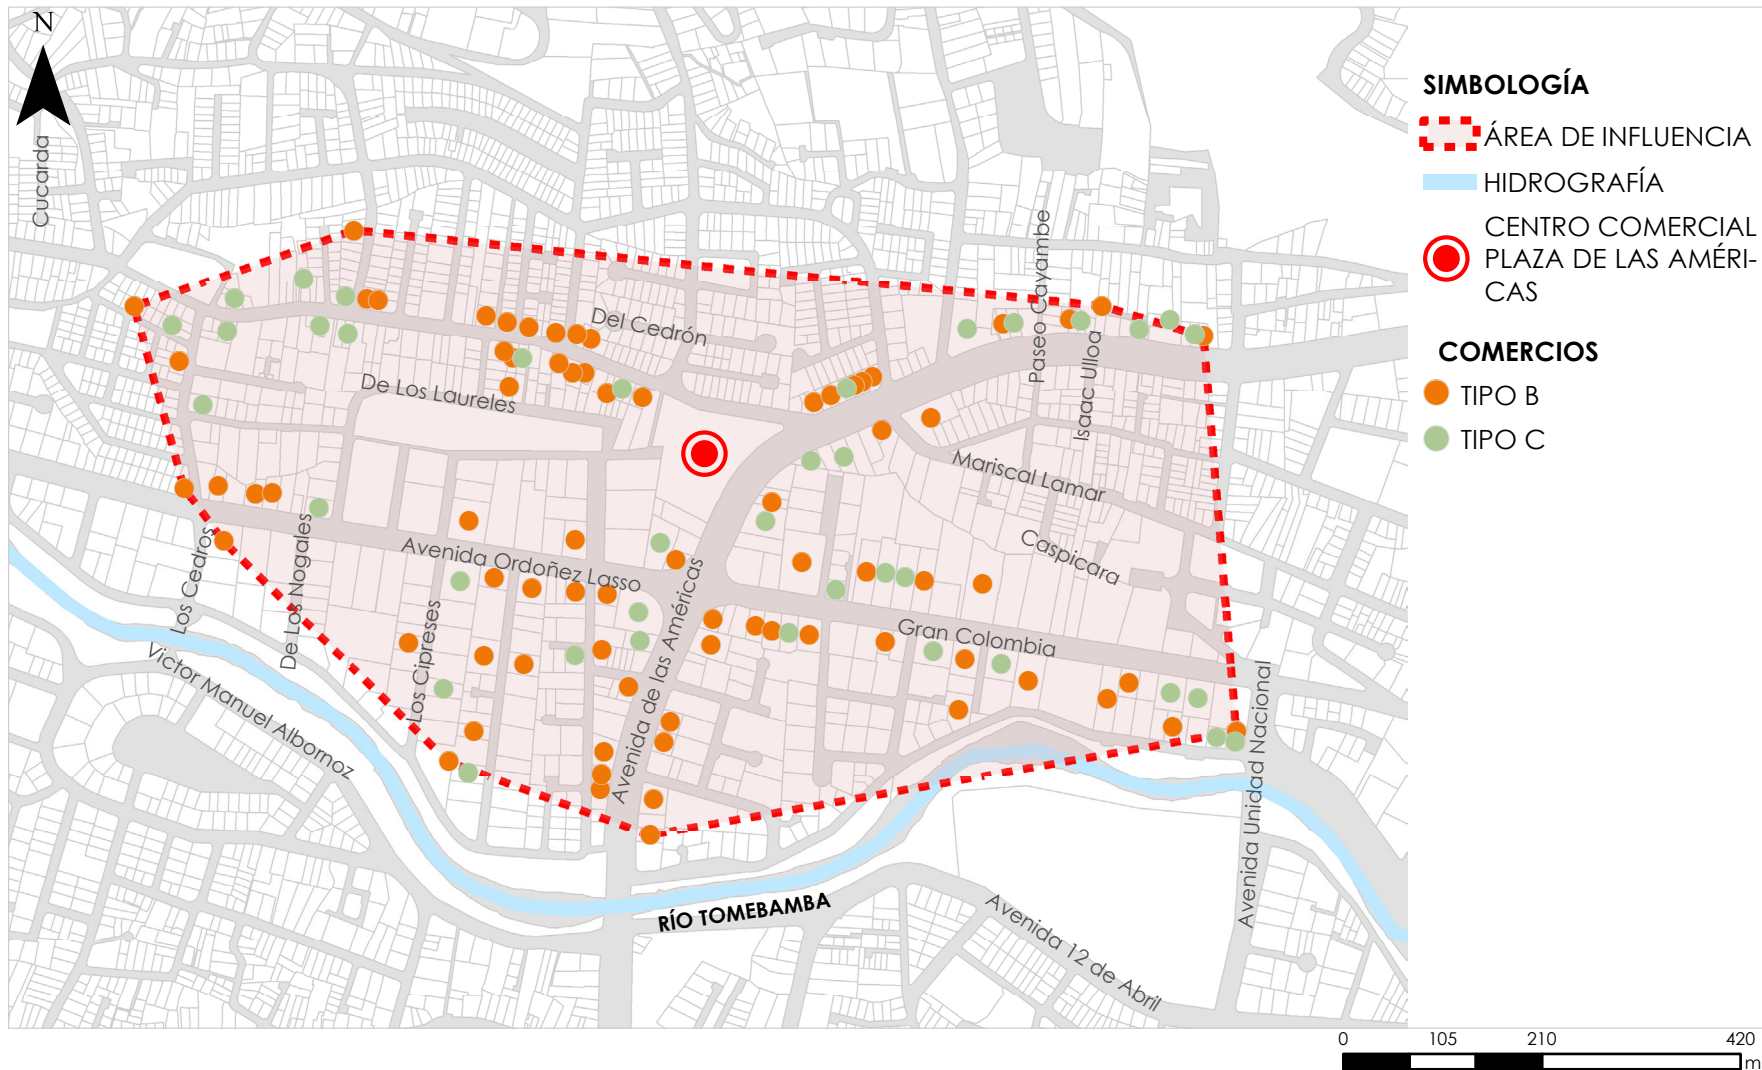 N
Cucarda
Del Cedrón
De Los Laureles
Paseo Cayambe
Isaac Ulloa
Mariscal Lamar
Caspicara
Avenida Ordoñez Lasso
Los Cedros
De Los Nogales
Los Cipreses
Avenida de las Américas
Gran Colombia
Victor Manuel Albornoz
Avenida Unidad Nacional
RÍO TOMEBAMBA
Avenida 12 de Abril
SIMBOLOGÍA
ÁREA DE INFLUENCIA
HIDROGRAFÍA
CENTRO COMERCIAL
PLAZA DE LAS AMÉRI-
CAS
COMERCIOS
TIPO B
TIPO C
0 105 210 420
m